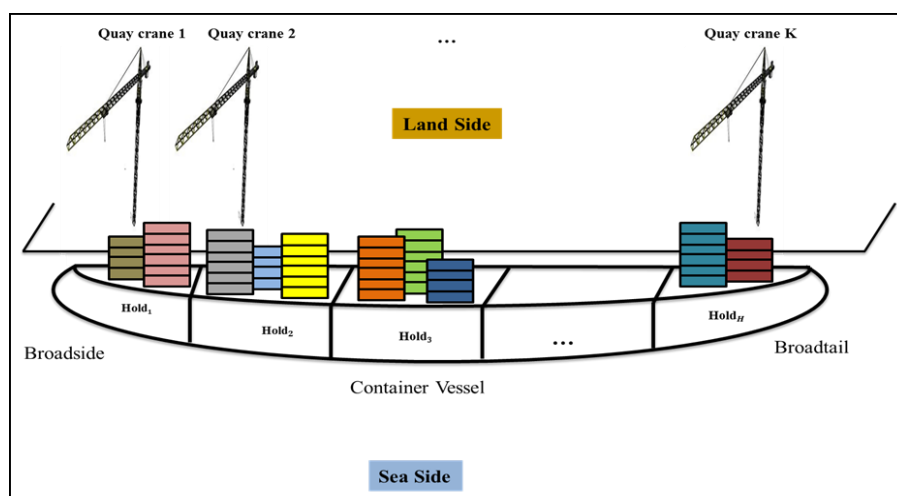 Quay crane 1 Quay crane 2 ... Quay crane K
Land Side
Hold₁ Hold₂ Hold₃ ... Hold_H
Broadside Broadtail
Container Vessel
Sea Side